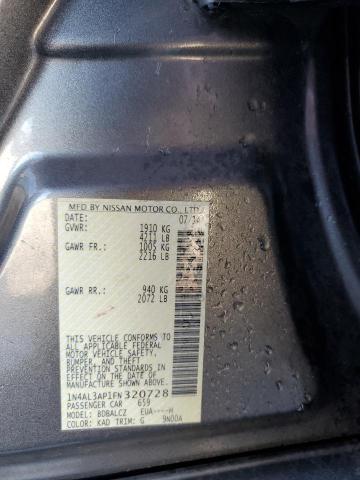 MFD BY NISSAN MOTOR CO., LTD.
DATE: 07/14
GVWR: 1910 KG
4211 LB
GAWR FR: 1005 KG
2216 LB
GAWR RR: 940 KG
2072 LB
THIS VEHICLE CONFORMS TO
ALL APPLICABLE FEDERAL
MOTOR VEHICLE SAFETY,
BUMPER, AND THEFT
PREVENTION STANDARDS
IN EFFECT ON THE DATE OF
MANUFACTURE SHOWN ABOVE.
1N4AL3AP1FN320728
PASSENGER CAR 659
MODEL: BDBALCZ EUA----H
COLOR: KAD TRIM: G 9N00A